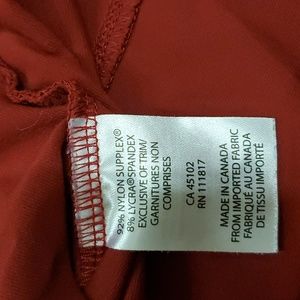 92% NYLON SUPPLEX®
8% LYCRA®SPANDEX
EXCLUSIVE OF TRIM/
GARNITURES NON
COMPRISES
CA 45102
RN 111817
MADE IN CANADA
FROM IMPORTED FABRIC
FABRIQUÉ AU CANADA
DE TISSU IMPORTÉ